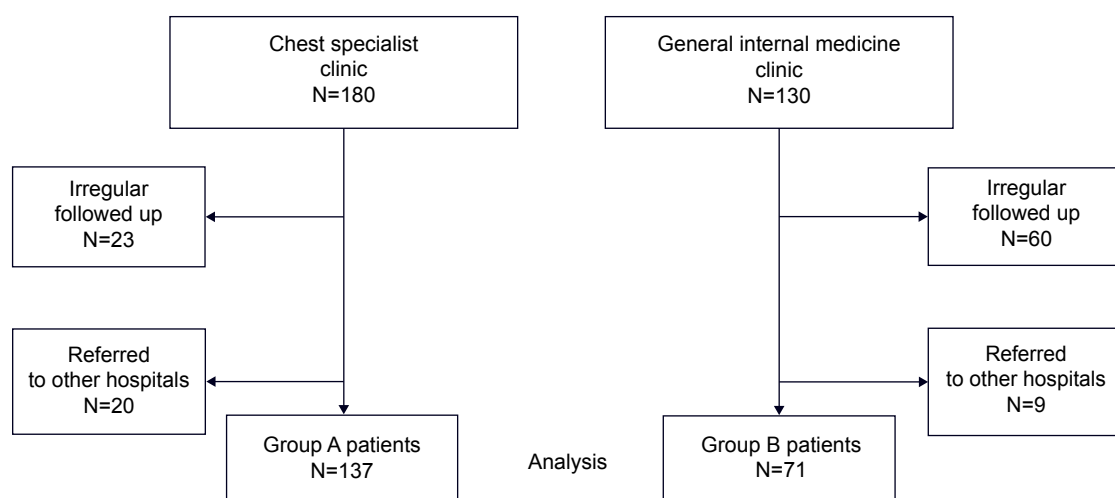 Chest specialist
clinic
N=180
General internal medicine
clinic
N=130
Irregular
followed up
N=23
Irregular
followed up
N=60
Referred
to other hospitals
N=20
Referred
to other hospitals
N=9
Group A patients
N=137
Analysis
Group B patients
N=71